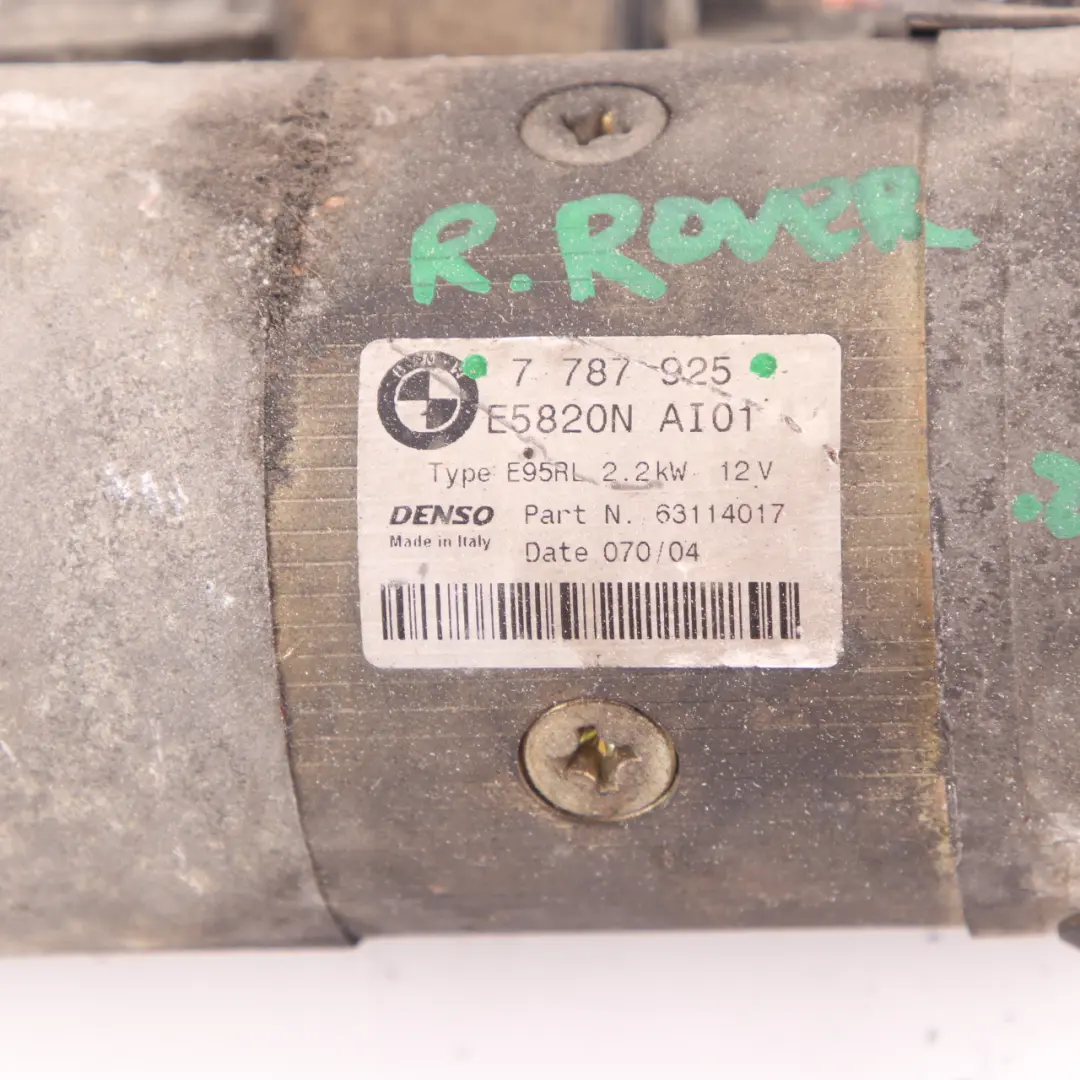 R. ROVER
BMW
7 787 925
E5820N AI01
Type E95RL 2.2kW 12V
DENSO Part N. 63114017
Made in Italy Date 070/04